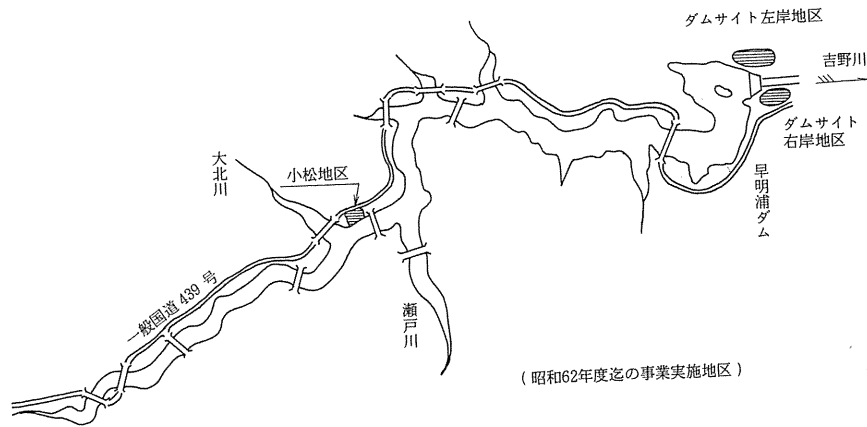 ダムサイト左岸地区
吉野川
ダムサイト
右岸地区
早明浦ダム
大北川
小松地区
一般国道439号
瀬戸川
(昭和62年度迄の事業実施地区)